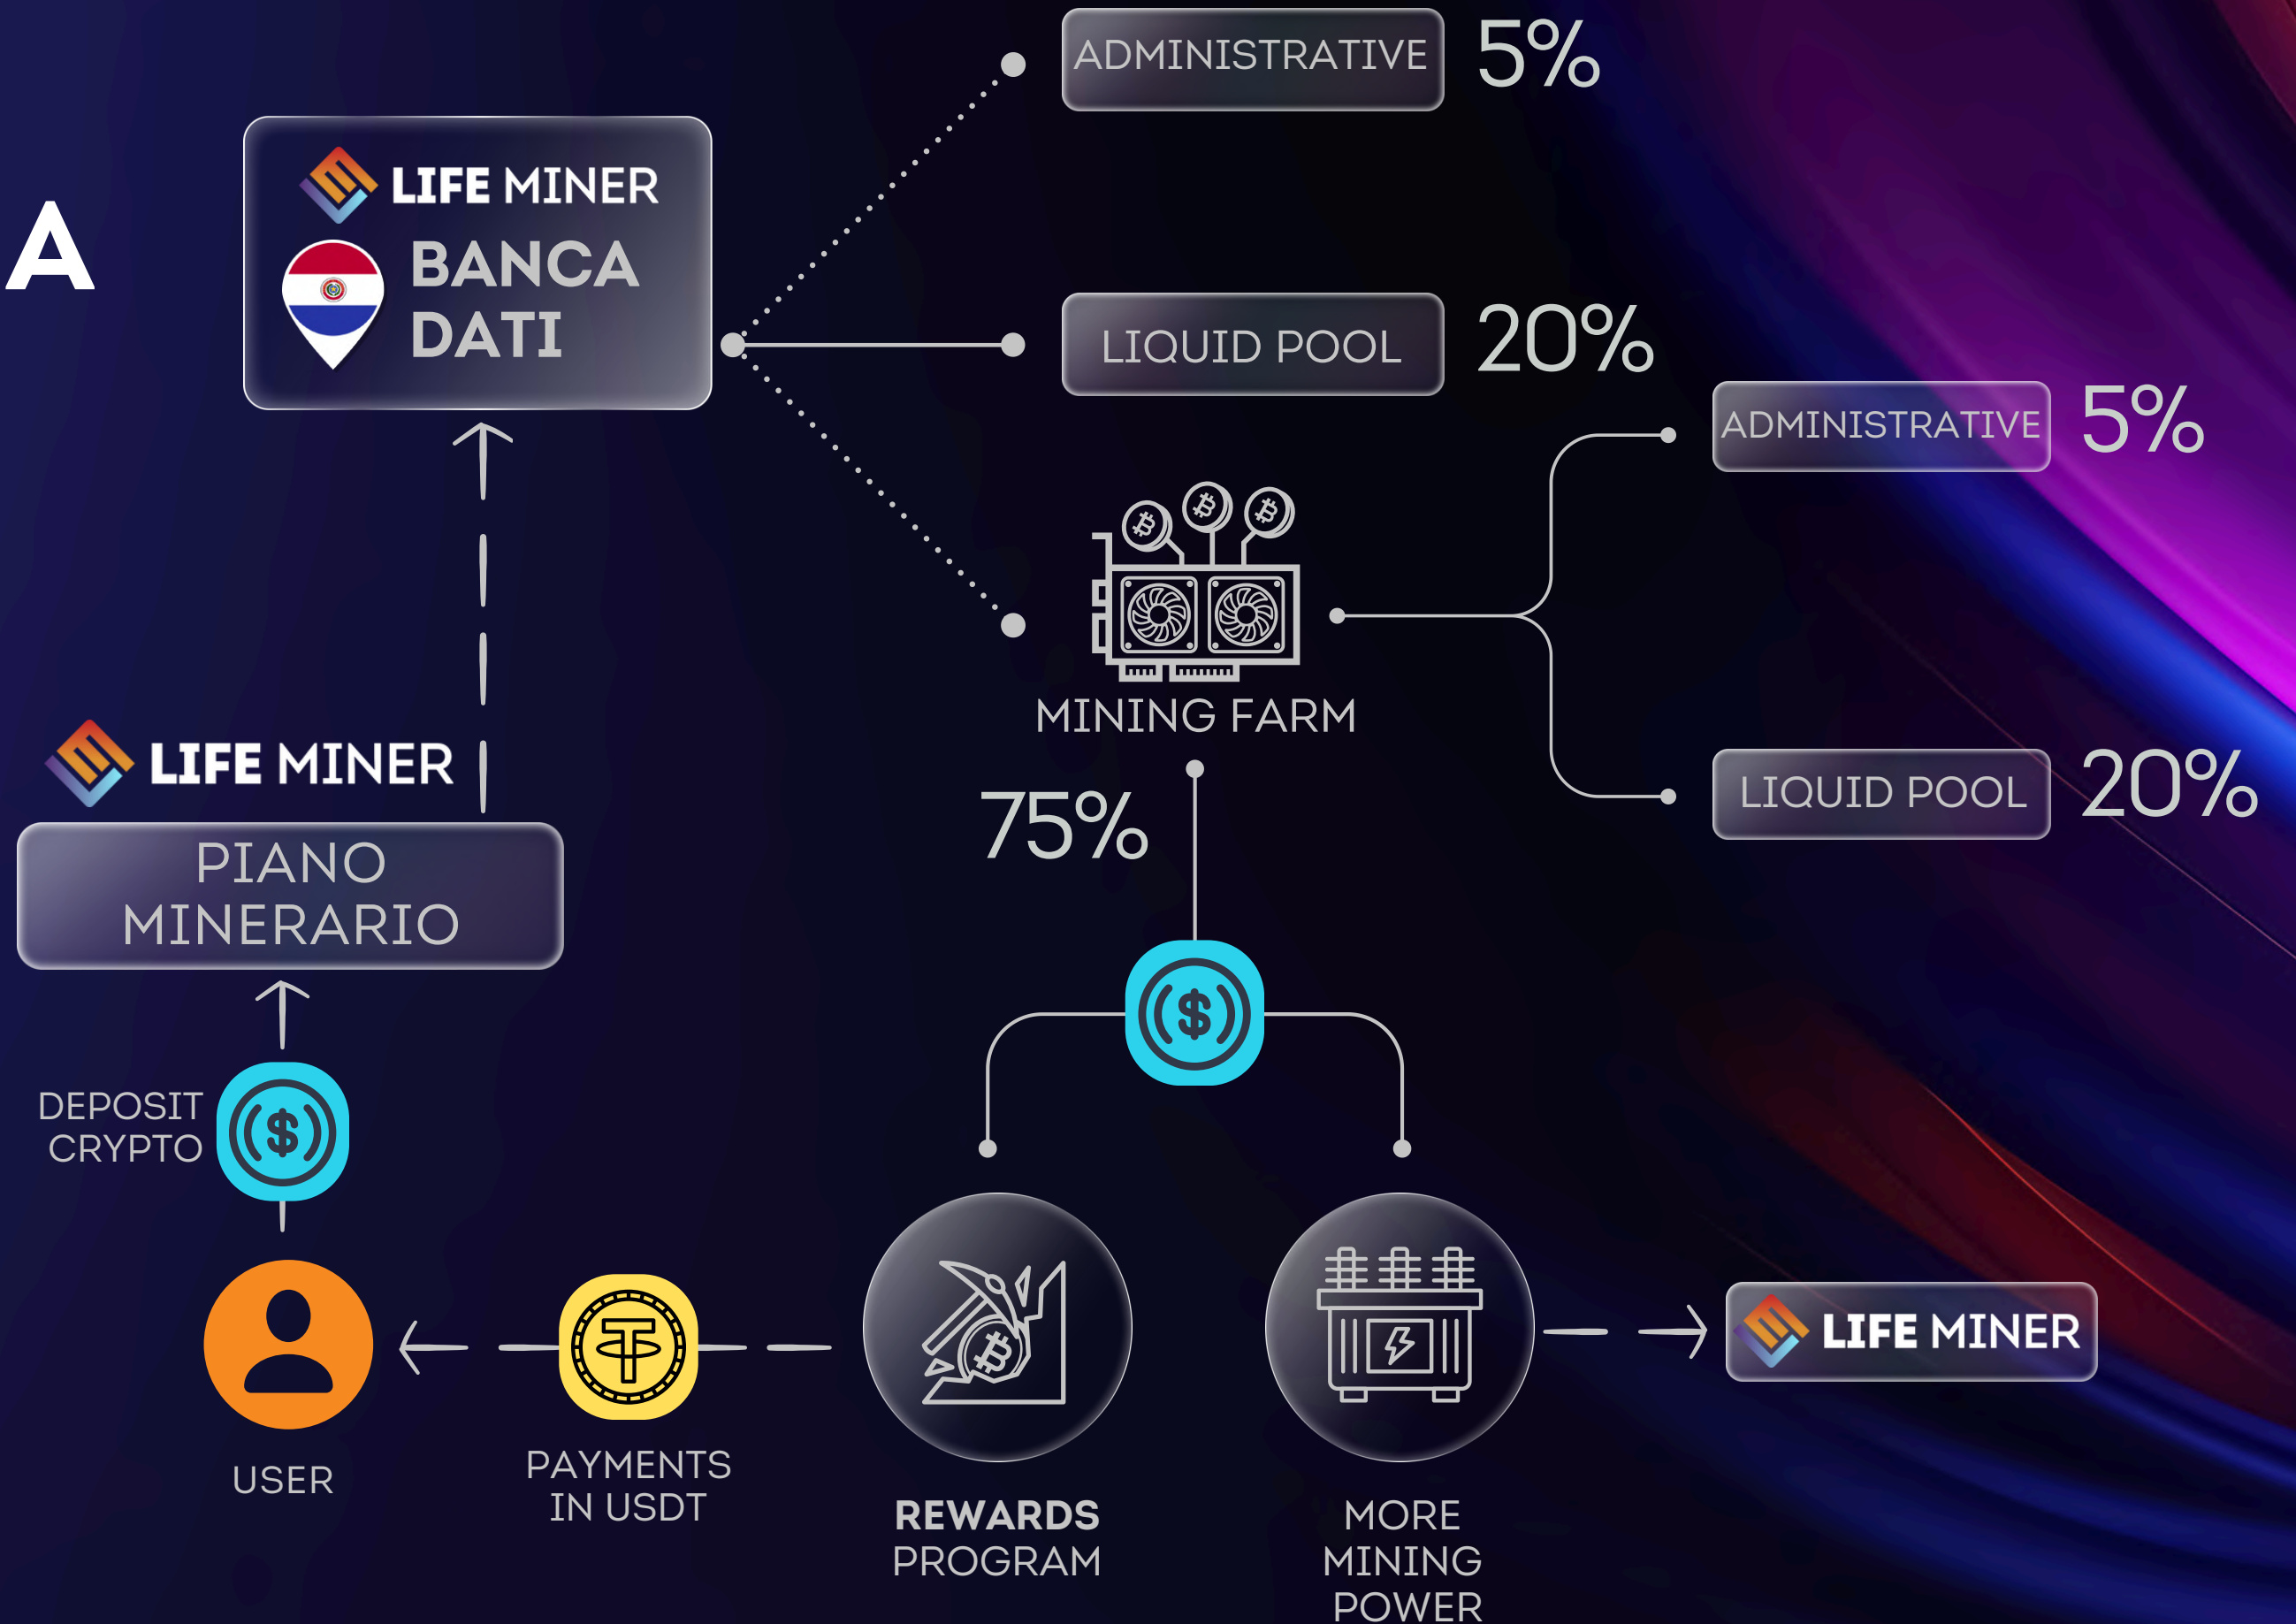 A
LIFE MINER
BANCA
DATI
ADMINISTRATIVE 5%
LIQUID POOL 20%
ADMINISTRATIVE 5%
MINING FARM
LIQUID POOL 20%
75%
LIFE MINER
PIANO
MINERARIO
DEPOSIT
CRYPTO
USER
PAYMENTS
IN USDT
REWARDS
PROGRAM
MORE
MINING
POWER
LIFE MINER